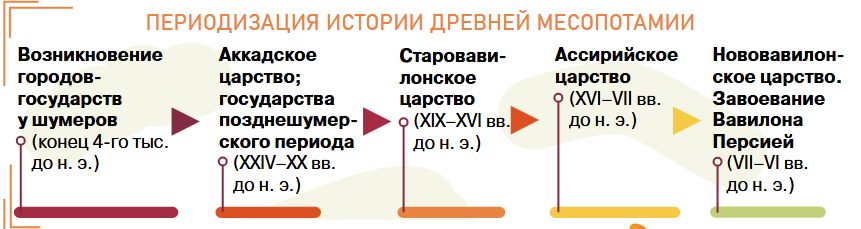 ПЕРИОДИЗАЦИЯ ИСТОРИИ ДРЕВНЕЙ МЕСОПОТАМИИ
Возникновение
городов-
государств
у шумеров
(конец 4-го тыс.
до н. э.)
Аккадское
царство;
государства
позднешумер-
ского периода
(XXIV–XX вв.
до н. э.)
Старовави-
лонское
царство
(XIX–XVI вв.
до н. э.)
Ассирийское
царство
(XVI–VII вв.
до н. э.)
Нововавилон-
ское царство.
Завоевание
Вавилона
Персией
(VII–VI вв.
до н. э.)